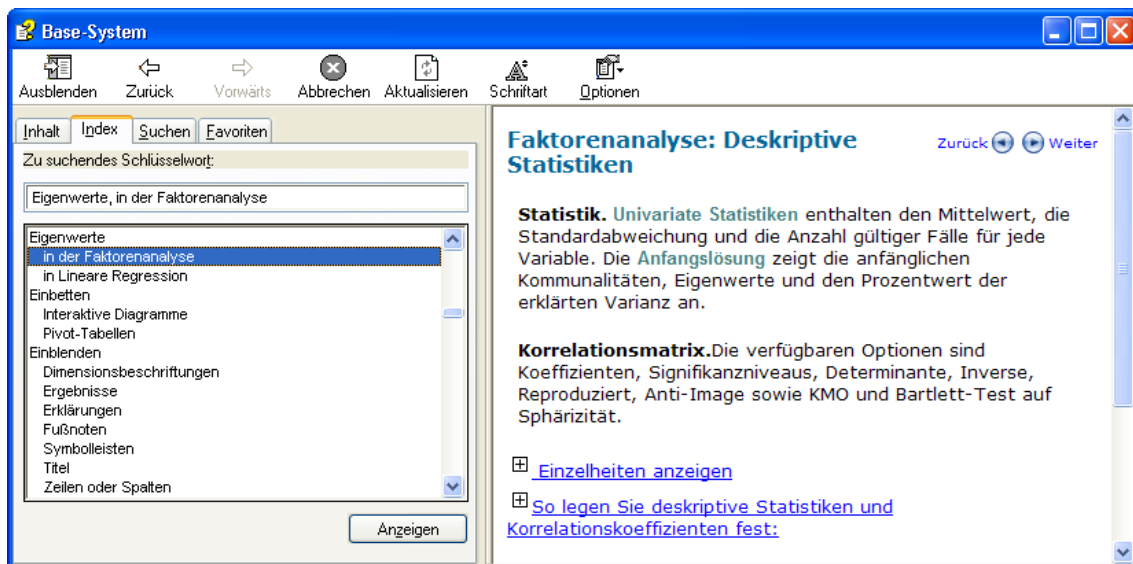 Base-System
Ausblenden Zurück Vorwärts Abbrechen Aktualisieren Schriftart Optionen
Inhalt Index Suchen Favoriten
Zu suchendes Schlüsselwort:
Eigenwerte, in der Faktorenanalyse
Eigenwerte
in der Faktorenanalyse
in Lineare Regression
Einbetten
Interaktive Diagramme
Pivot-Tabellen
Einblenden
Dimensionsbeschriftungen
Ergebnisse
Erklärungen
Fußnoten
Symbolleisten
Titel
Zeilen oder Spalten
Anzeigen
Faktorenanalyse: Deskriptive
Statistiken
Zurück Weiter
Statistik. Univariate Statistiken enthalten den Mittelwert, die
Standardabweichung und die Anzahl gültiger Fälle für jede
Variable. Die Anfangslösung zeigt die anfänglichen
Kommunalitäten, Eigenwerte und den Prozentwert der
erklärten Varianz an.
Korrelationsmatrix.Die verfügbaren Optionen sind
Koeffizienten, Signifikanzniveaus, Determinante, Inverse,
Reproduziert, Anti-Image sowie KMO und Bartlett-Test auf
Sphärizität.
Einzelheiten anzeigen
So legen Sie deskriptive Statistiken und
Korrelationskoeffizienten fest: